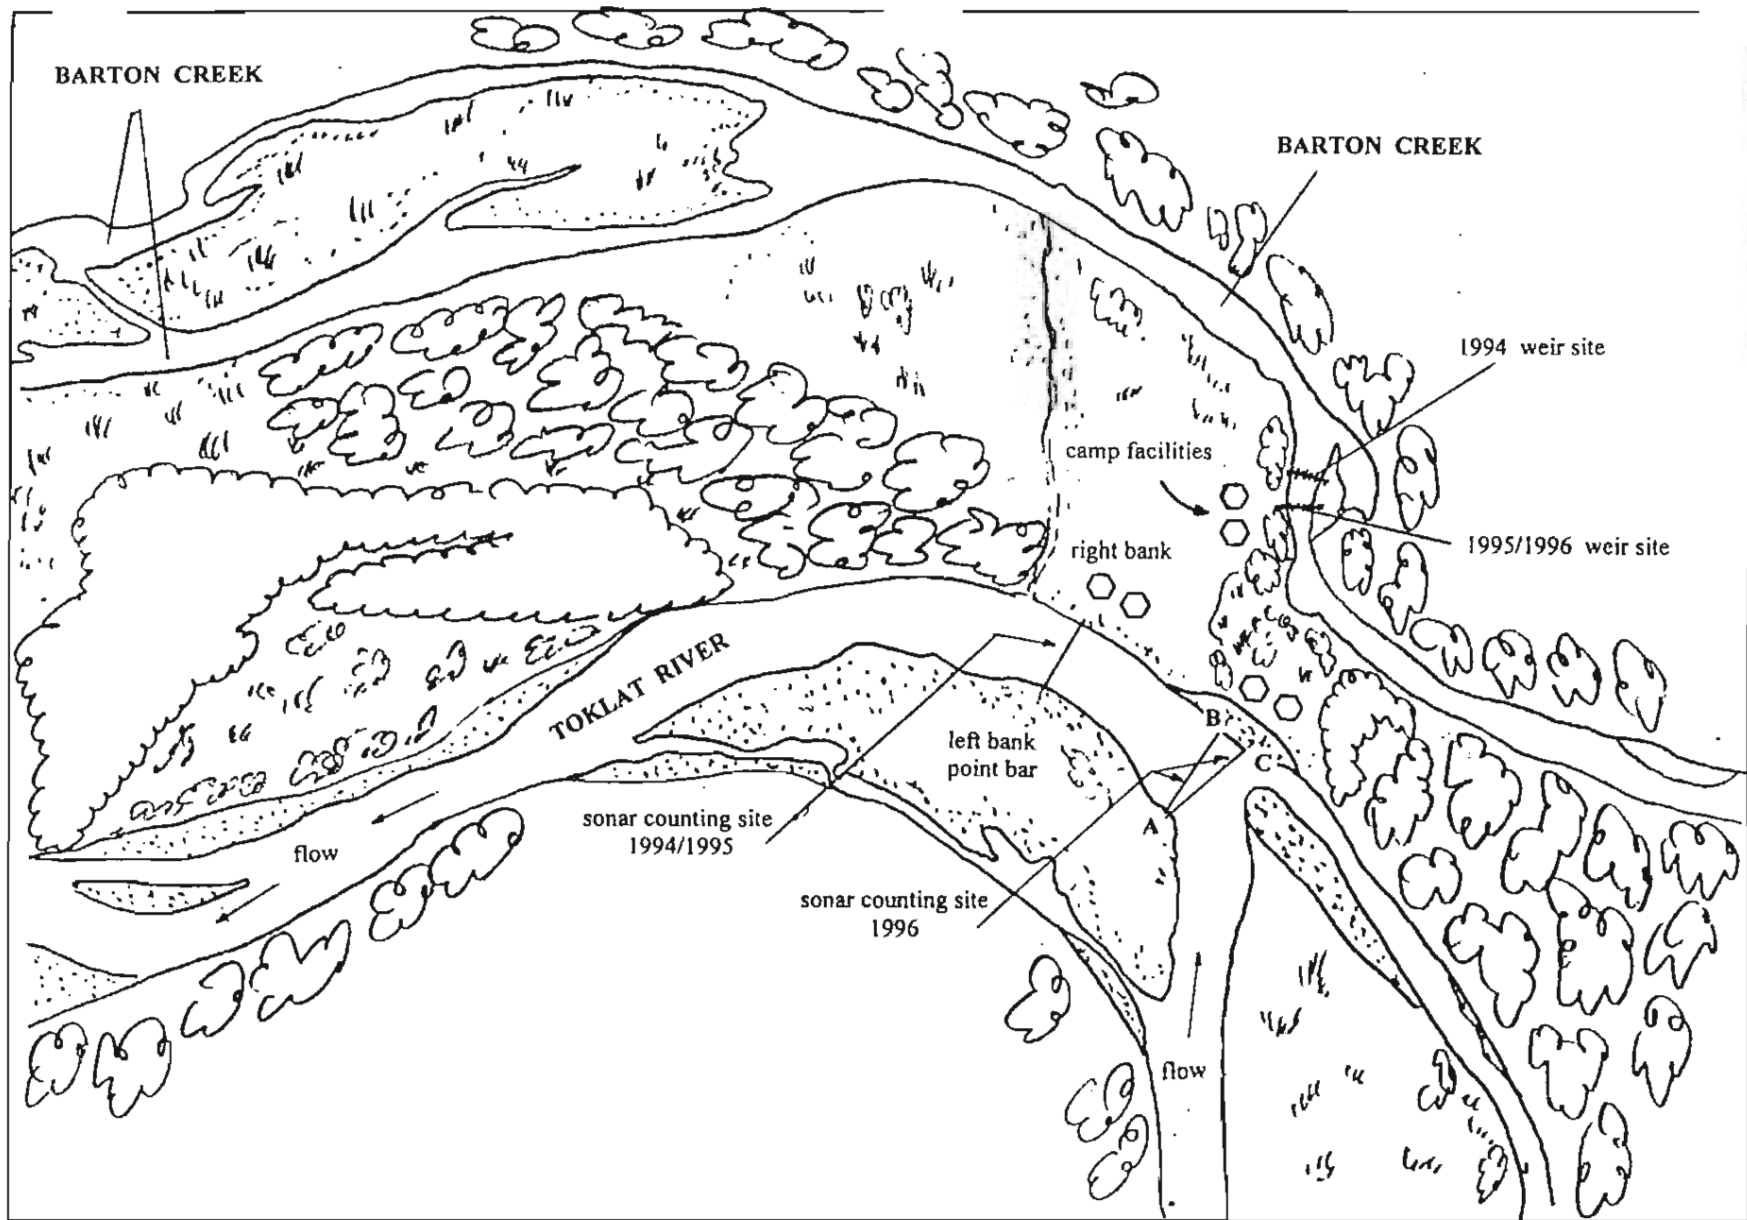 BARTON CREEK
BARTON CREEK
1994 weir site
camp facilities
1995/1996 weir site
right bank
TOKLAT RIVER
B
left bank
point bar
C
A
sonar counting site
1994/1995
flow
sonar counting site
1996
flow